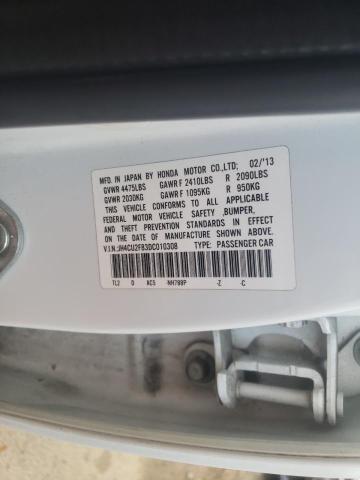 MFD. IN JAPAN BY HONDA MOTOR CO.,LTD; 02/'13
GVWR 4475LBS GAWR F 2410LBS R 2090LBS
GVWR 2030KG GAWR F 1095KG R 950KG
THIS VEHICLE CONFORMS TO ALL APPLICABLE
FEDERAL MOTOR VEHICLE SAFETY ,BUMPER,
AND THEFT PREVENTION STANDARDS IN EFFECT
ON THE DATE OF MANUFACTURE SHOWN ABOVE.
V.I.N:JH4CU2F83DC010308 TYPE: PASSENGER CAR
TL2 0 AC5 -NH788P -Z -C